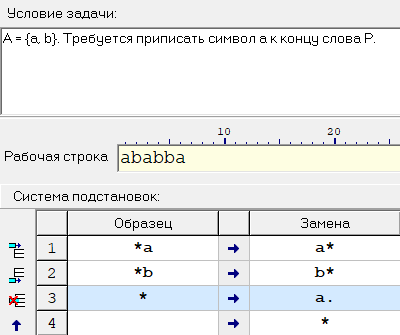 Условие задачи:
A = {a, b}. Требуется приписать символ a к концу слова P.
10 20
Рабочая строка ababba
Система подстановок:
Образец Замена
1 *a → a*
2 *b → b*
3 * → a.
4 → *